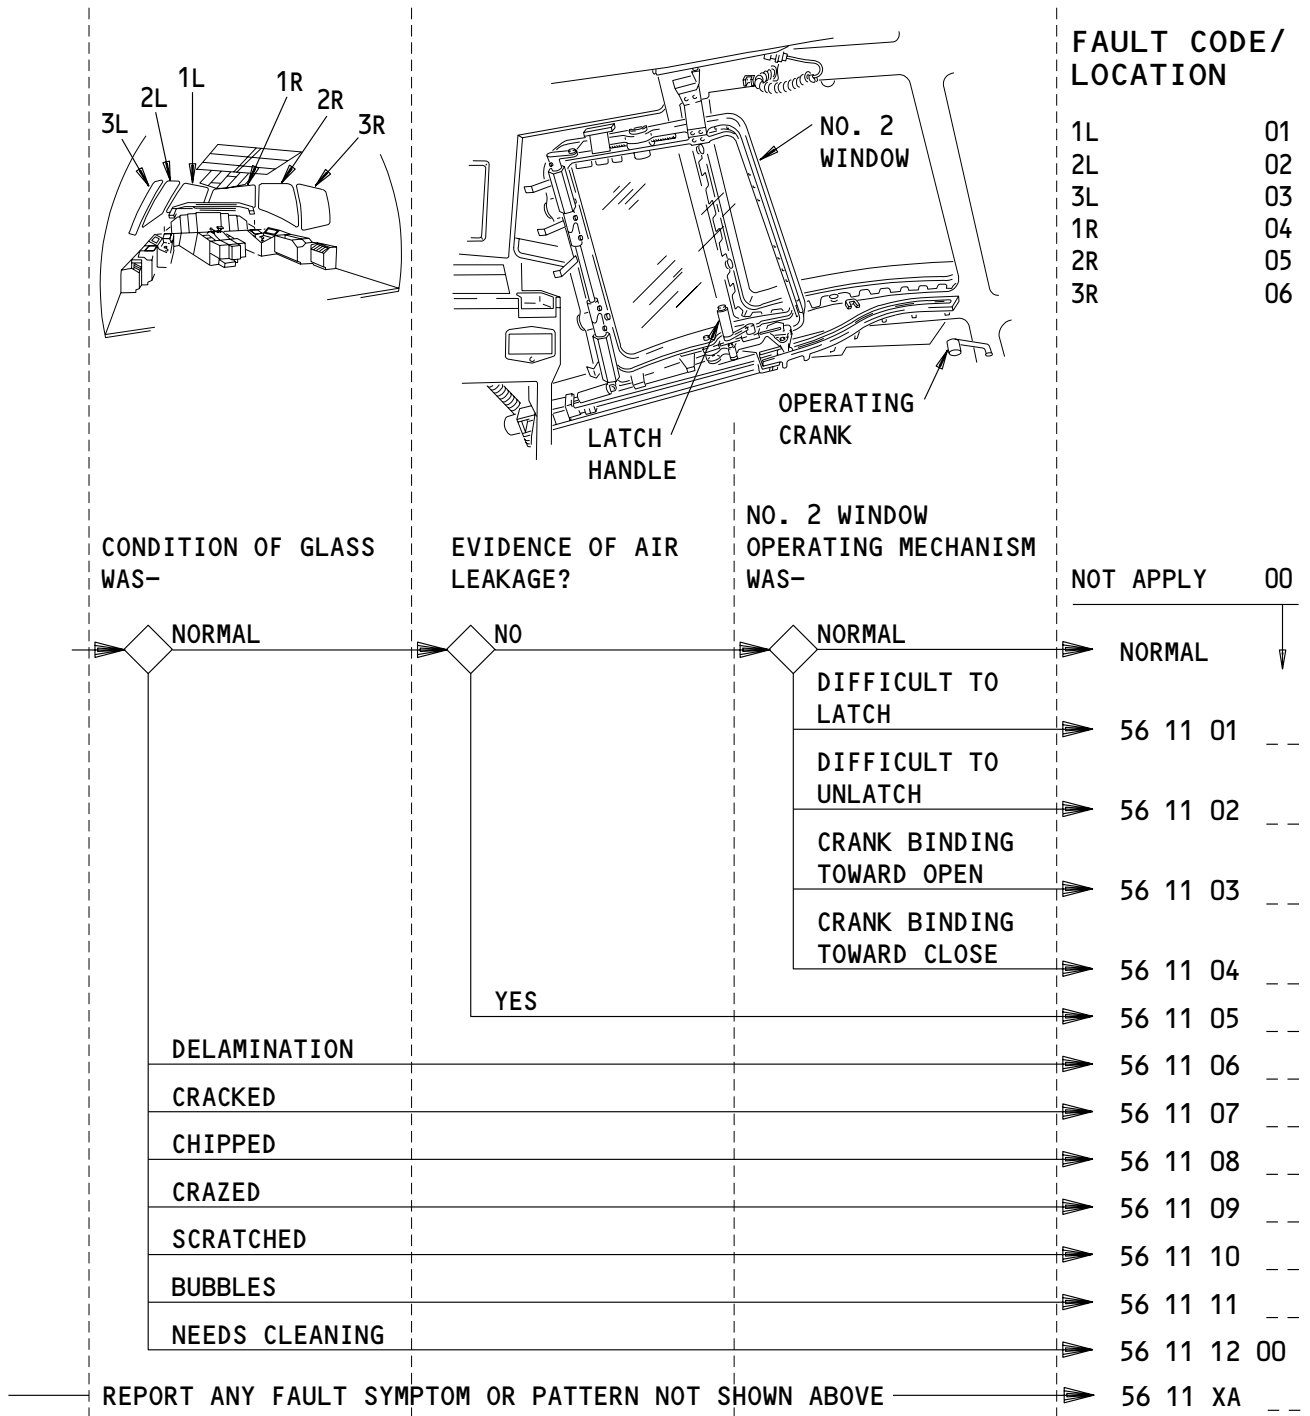 1L
1R
2L
2R
3L
3R
NO. 2
WINDOW
OPERATING
CRANK
LATCH
HANDLE
FAULT CODE/
LOCATION
1L 01
2L 02
3L 03
1R 04
2R 05
3R 06
CONDITION OF GLASS
WAS–
EVIDENCE OF AIR
LEAKAGE?
NO. 2 WINDOW
OPERATING MECHANISM
WAS–
NOT APPLY 00
NORMAL
NO
NORMAL
NORMAL
DIFFICULT TO
LATCH
56 11 01 _ _
DIFFICULT TO
UNLATCH
56 11 02 _ _
CRANK BINDING
TOWARD OPEN
56 11 03 _ _
CRANK BINDING
TOWARD CLOSE
56 11 04 _ _
YES
56 11 05 _ _
DELAMINATION
56 11 06 _ _
CRACKED
56 11 07 _ _
CHIPPED
56 11 08 _ _
CRAZED
56 11 09 _ _
SCRATCHED
56 11 10 _ _
BUBBLES
56 11 11 _ _
NEEDS CLEANING
56 11 12 00
REPORT ANY FAULT SYMPTOM OR PATTERN NOT SHOWN ABOVE
56 11 XA _ _